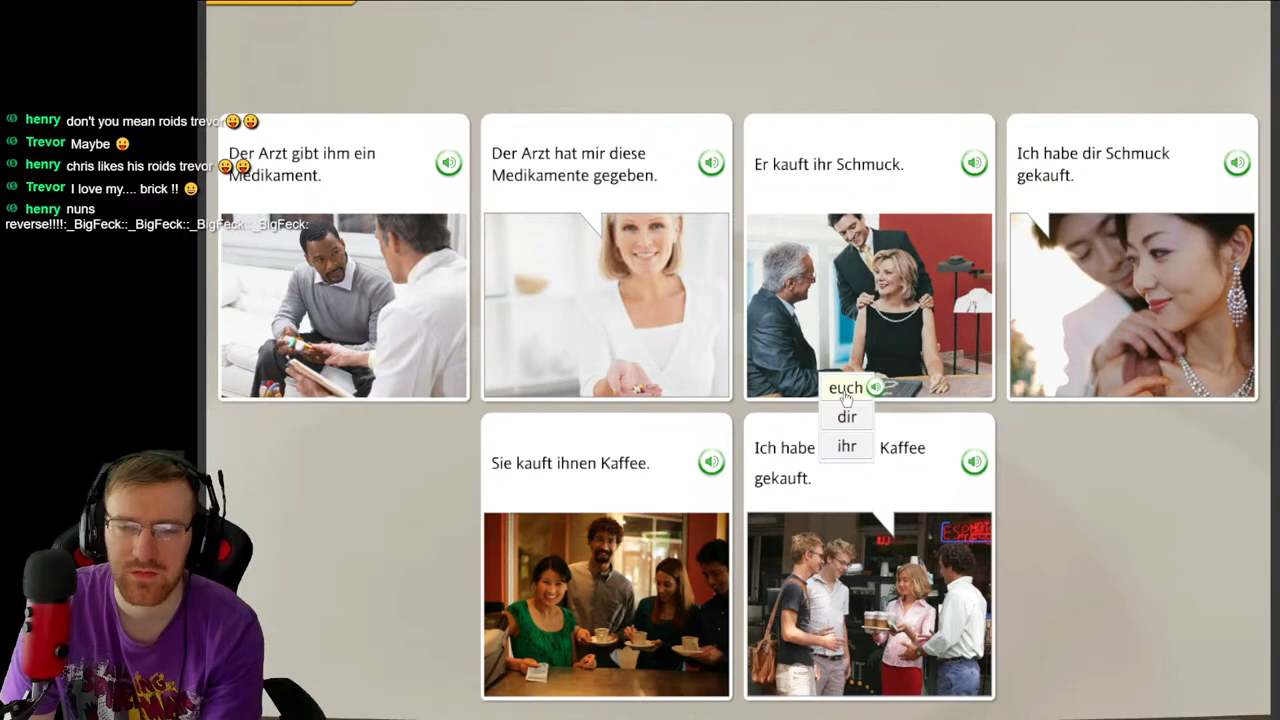 henry don't you mean roids trevor😛😛
Trevor Maybe 😛
henry chris likes his roids trevor 😛😛
Trevor I love my.... brick !! 😀
henry nuns
reverse!!!!:_BigFeck::_BigFeck::_BigFeck::_BigFeck:
Der Arzt gibt ihm ein
Medikament.
Der Arzt hat mir diese
Medikamente gegeben.
Er kauft ihr Schmuck.
Ich habe dir Schmuck
gekauft.
Sie kauft ihnen Kaffee.
euch
dir
ihr
Ich habe Kaffee
gekauft.